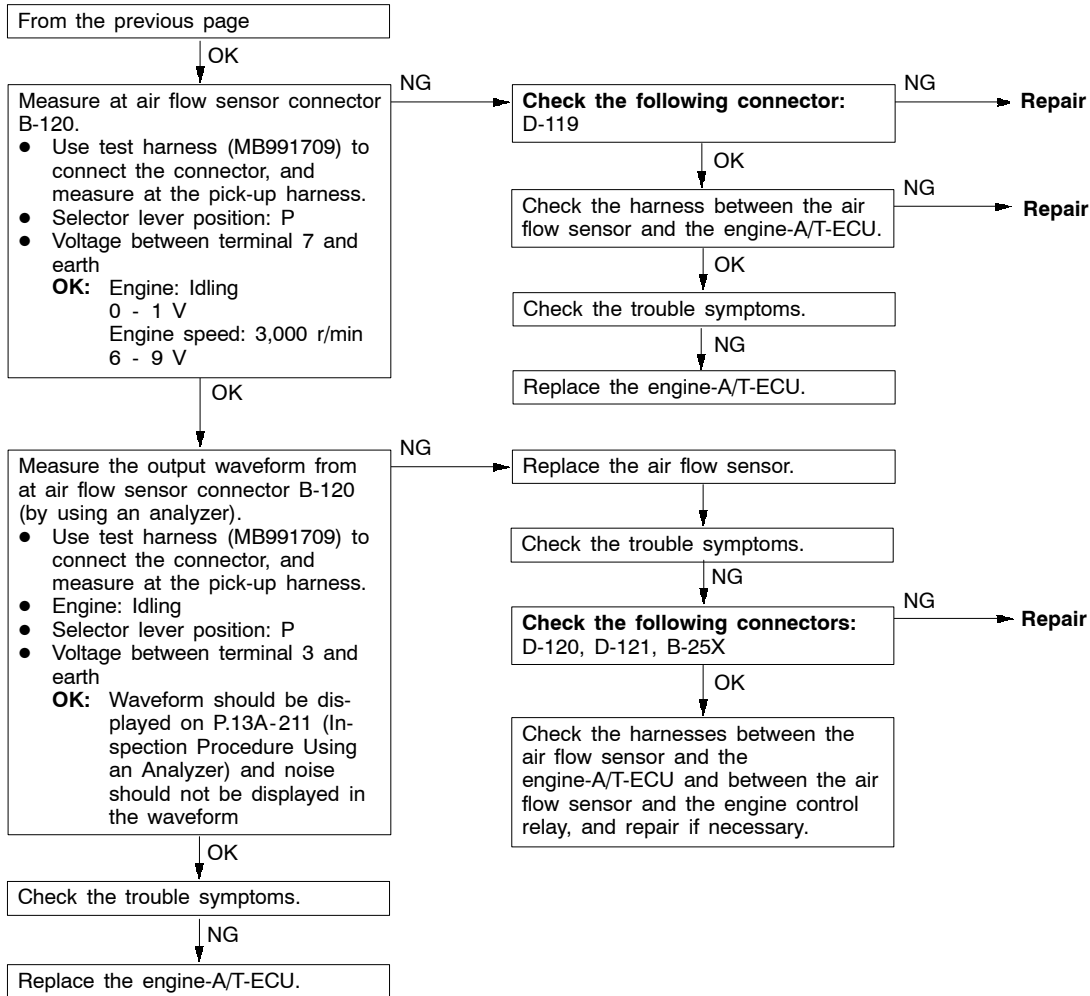 From the previous page
OK
Measure at air flow sensor connector
B-120.
● Use test harness (MB991709) to
connect the connector, and
measure at the pick-up harness.
● Selector lever position: P
● Voltage between terminal 7 and
earth
OK: Engine: Idling
0 - 1 V
Engine speed: 3,000 r/min
6 - 9 V
NG
Check the following connector:
D-119
NG
Repair
OK
Check the harness between the air
flow sensor and the engine-A/T-ECU.
NG
Repair
OK
Check the trouble symptoms.
NG
Replace the engine-A/T-ECU.
OK
Measure the output waveform from
at air flow sensor connector B-120
(by using an analyzer).
● Use test harness (MB991709) to
connect the connector, and
measure at the pick-up harness.
● Engine: Idling
● Selector lever position: P
● Voltage between terminal 3 and
earth
OK: Waveform should be dis-
played on P.13A-211 (In-
spection Procedure Using
an Analyzer) and noise
should not be displayed in
the waveform
NG
Replace the air flow sensor.
Check the trouble symptoms.
NG
Check the following connectors:
D-120, D-121, B-25X
NG
Repair
OK
Check the harnesses between the
air flow sensor and the
engine-A/T-ECU and between the air
flow sensor and the engine control
relay, and repair if necessary.
OK
Check the trouble symptoms.
NG
Replace the engine-A/T-ECU.